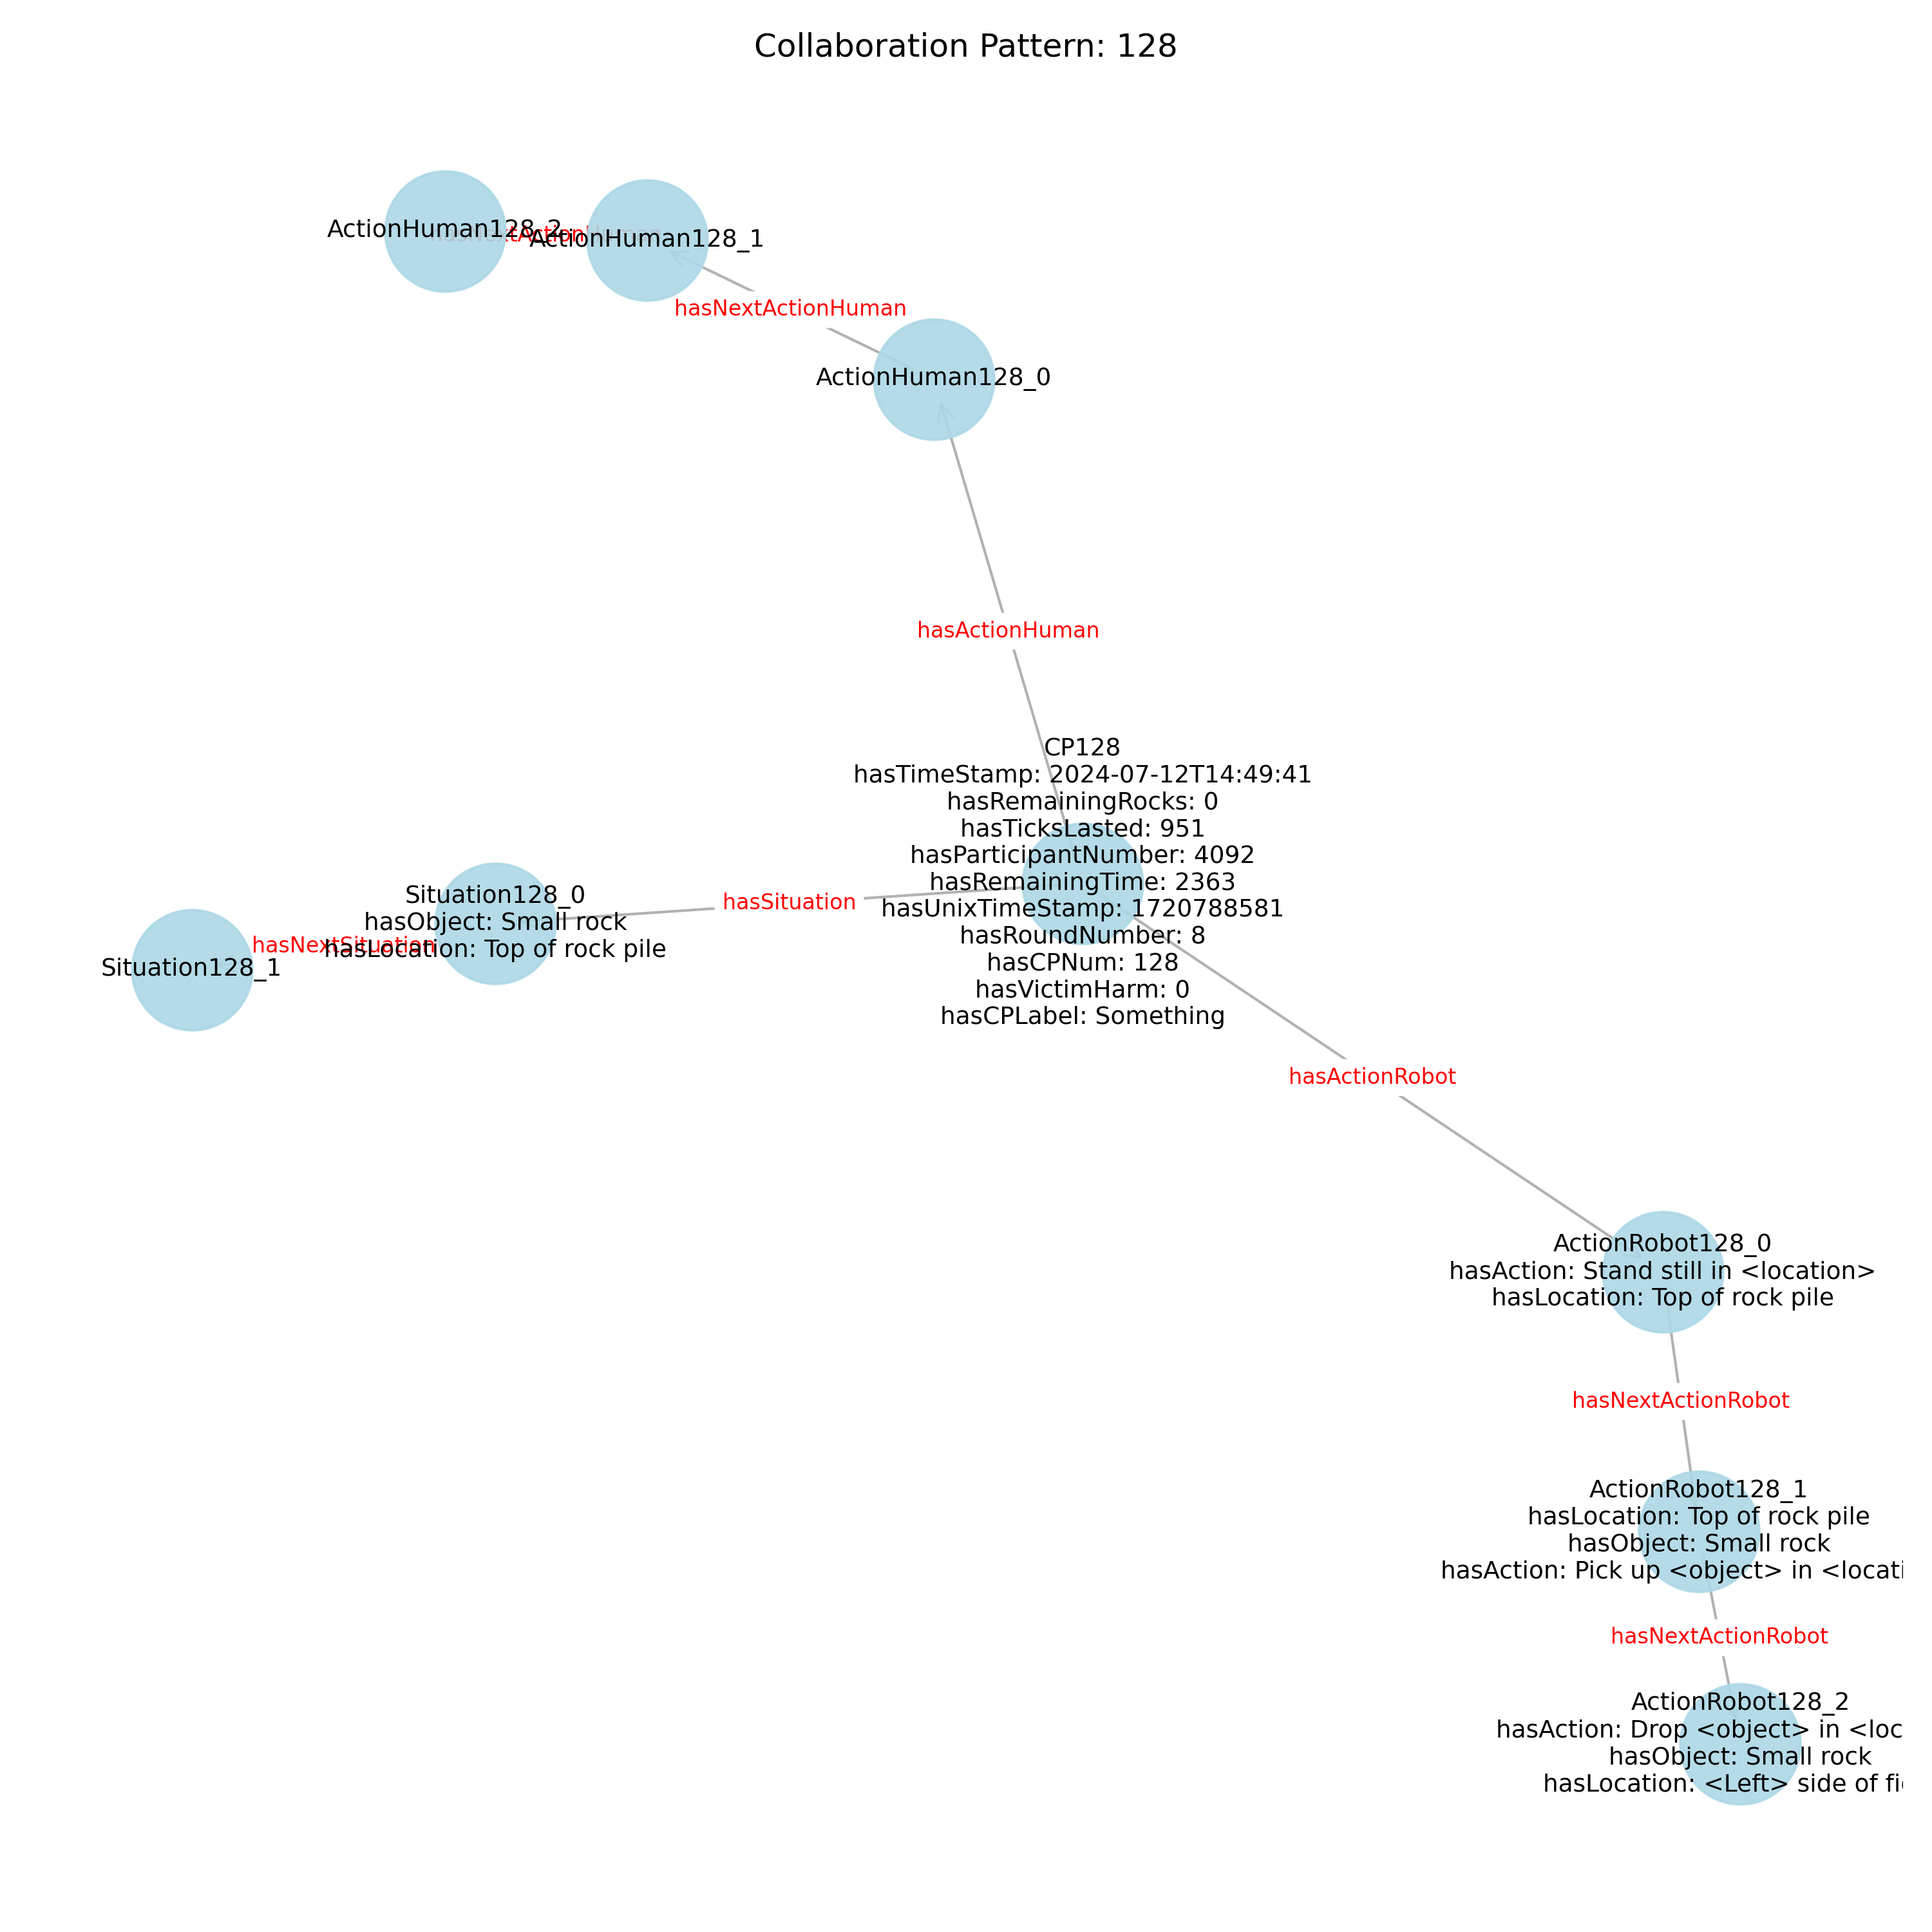 Collaboration Pattern: 128
ActionHuman128_2
hasNextActionHuman
ActionHuman128_1
hasNextActionHuman
ActionHuman128_0
hasActionHuman
CP128
hasTimeStamp: 2024-07-12T14:49:41
hasRemainingRocks: 0
hasTicksLasted: 951
hasParticipantNumber: 4092
hasRemainingTime: 2363
hasUnixTimeStamp: 1720788581
hasRoundNumber: 8
hasCPNum: 128
hasVictimHarm: 0
hasCPLabel: Something
hasSituation
Situation128_0
hasObject: Small rock
hasLocation: Top of rock pile
hasNextSituation
Situation128_1
hasActionRobot
ActionRobot128_0
hasAction: Stand still in <location>
hasLocation: Top of rock pile
hasNextActionRobot
ActionRobot128_1
hasLocation: Top of rock pile
hasObject: Small rock
hasAction: Pick up <object> in <locati
hasNextActionRobot
ActionRobot128_2
hasAction: Drop <object> in <loc
hasObject: Small rock
hasLocation: <Left> side of fi